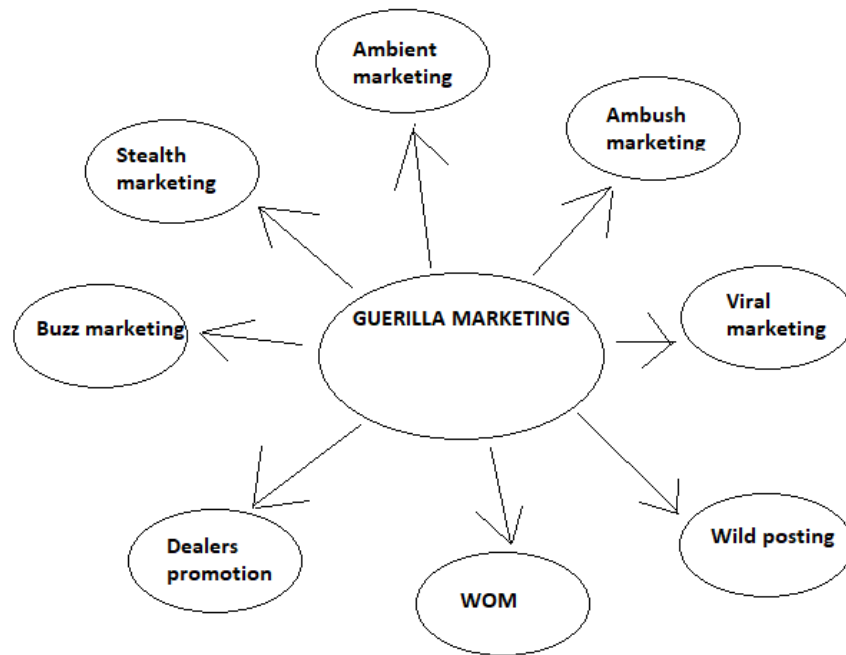 Ambient
marketing
Ambush
marketing
Stealth
marketing
GUERILLA MARKETING
Viral
marketing
Buzz marketing
Wild posting
Dealers
promotion
WOM